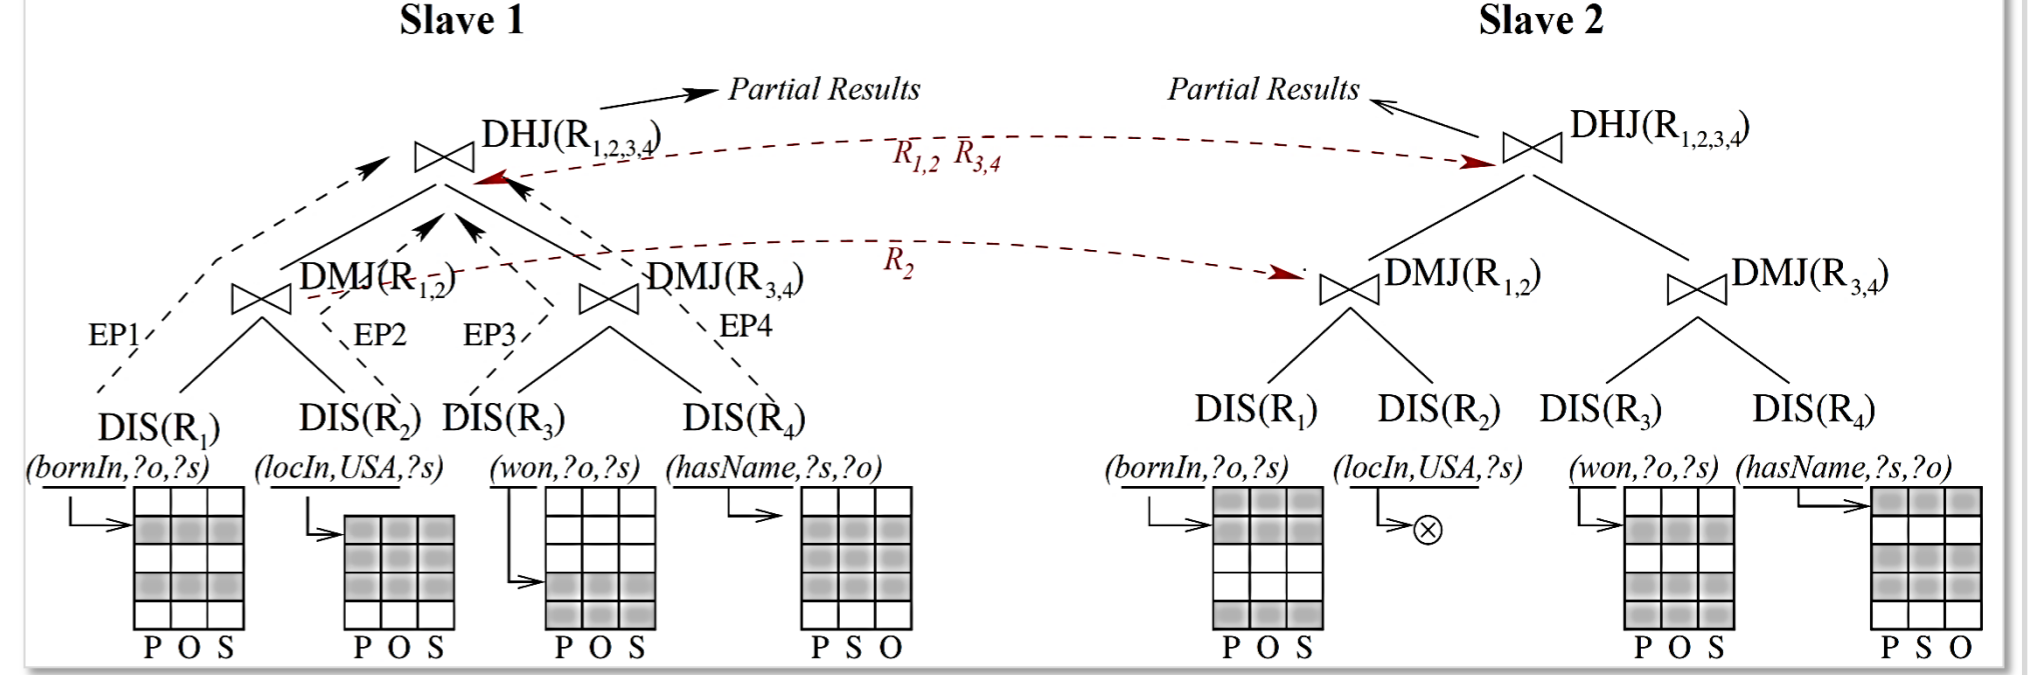 Slave 1
Slave 2
Partial Results
Partial Results
DHJ(R1,2,3,4)
DHJ(R1,2,3,4)
R1,2 R3,4
R2
DMJ(R1,2)
DMJ(R3,4)
DMJ(R1,2)
DMJ(R3,4)
EP1
EP2
EP3
EP4
DIS(R1)
DIS(R2)
DIS(R3)
DIS(R4)
DIS(R1)
DIS(R2)
DIS(R3)
DIS(R4)
(bornIn,?o,?s)
(locIn,USA,?s)
(won,?o,?s)
(hasName,?s,?o)
(bornIn,?o,?s)
(locIn,USA,?s)
(won,?o,?s)
(hasName,?s,?o)
P O S
P O S
P O S
P S O
P O S
P O S
P S O